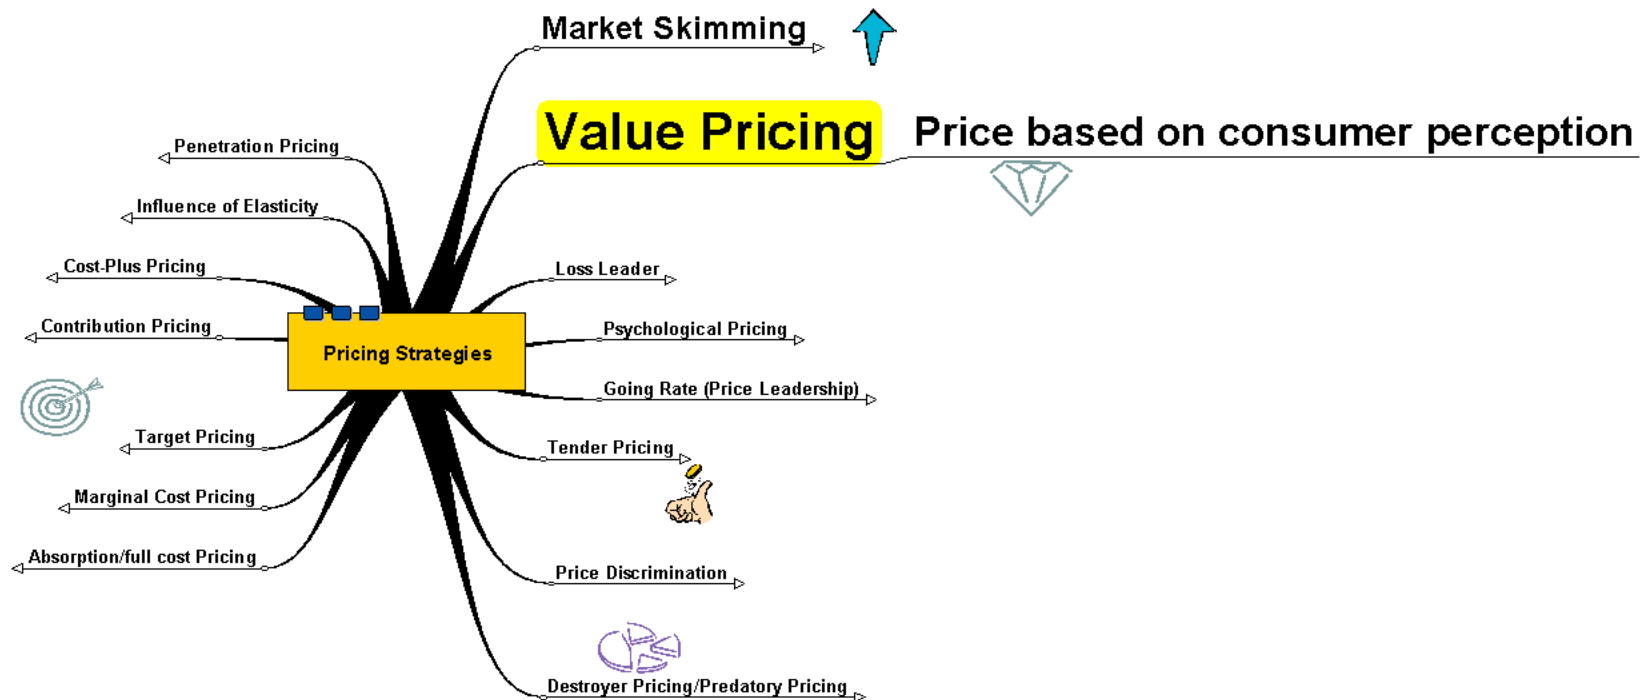 Market Skimming
Value Pricing
Price based on consumer perception
Penetration Pricing
Influence of Elasticity
Cost-Plus Pricing
Loss Leader
Contribution Pricing
Psychological Pricing
Pricing Strategies
Going Rate (Price Leadership)
Target Pricing
Tender Pricing
Marginal Cost Pricing
Absorption/full cost Pricing
Price Discrimination
Destroyer Pricing/Predatory Pricing